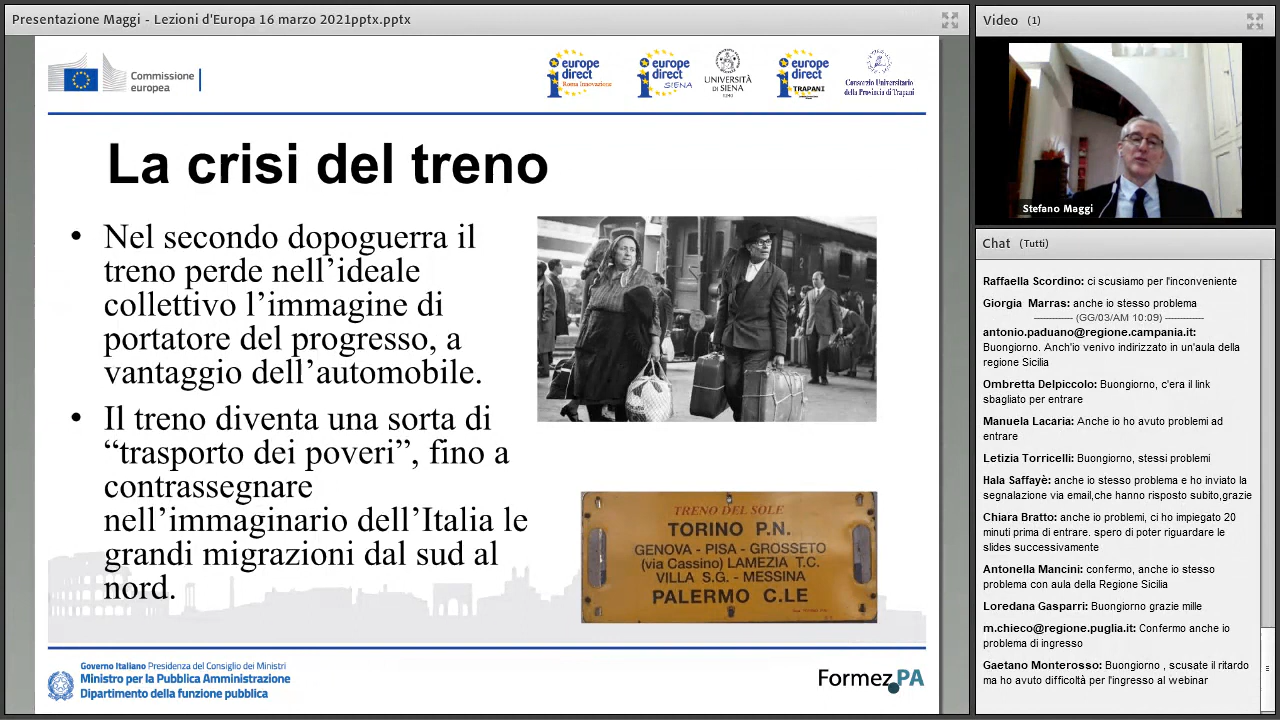 Presentazione Maggi - Lezioni d'Europa 16 marzo 2021pptx.pptx
Commissione
europea
europe
direct
Roma Innovazione
europe
direct
SIENA
UNIVERSITÀ
DI SIENA
1240
europe
direct
TRAPANI
Consorzio Universitario
della Provincia di Trapani
La crisi del treno
• Nel secondo dopoguerra il
treno perde nell’ideale
collettivo l’immagine di
portatore del progresso, a
vantaggio dell’automobile.
• Il treno diventa una sorta di
“trasporto dei poveri”, fino a
contrassegnare
nell’immaginario dell’Italia le
grandi migrazioni dal sud al
nord.
TRENO DEL SOLE
TORINO P.N.
GENOVA - PISA - GROSSETO
(via Cassino) LAMEZIA T.C.
VILLA S.G. - MESSINA
PALERMO C.LE
Governo Italiano Presidenza del Consiglio dei Ministri
Ministro per la Pubblica Amministrazione
Dipartimento della funzione pubblica
Formez PA
Video (1)
Stefano Maggi
Chat (Tutti)
Raffaella Scordino: ci scusiamo per l'inconveniente
Giorgia Marras: anche io stesso problema
------------ (GG/03/AM 10:09) ------------
antonio.paduano@regione.campania.it:
Buongiorno. Anch'io venivo indirizzato in un'aula della
regione Sicilia
Ombretta Delpiccolo: Buongiorno, c'era il link
sbagliato per entrare
Manuela Lacaria: Anche io ho avuto problemi ad
entrare
Letizia Torricelli: Buongiorno, stessi problemi
Hala Saffayè: anche io stesso problema e ho inviato la
segnalazione via email,che hanno risposto subito,grazie
Chiara Bratto: anche io problemi, ci ho impiegato 20
minuti prima di entrare. spero di poter riguardare le
slides successivamente
Antonella Mancini: confermo, anche io stesso
problema con aula della Regione Sicilia
Loredana Gasparri: Buongiorno grazie mille
m.chieco@regione.puglia.it: Confermo anche io
problema di ingresso
Gaetano Monterosso: Buongiorno , scusate il ritardo
ma ho avuto difficoltà per l'ingresso al webinar